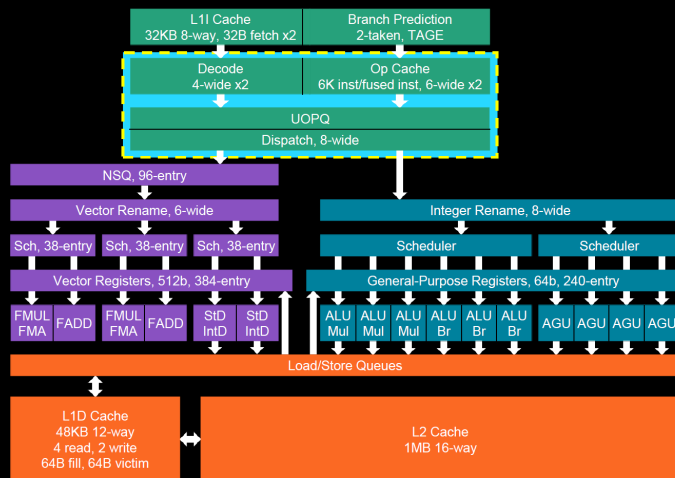 L1I Cache
32KB 8-way, 32B fetch x2
Branch Prediction
2-taken, TAGE
Decode
4-wide x2
Op Cache
6K inst/fused inst, 6-wide x2
UOPQ
Dispatch, 8-wide
NSQ, 96-entry
Vector Rename, 6-wide
Integer Rename, 8-wide
Sch, 38-entry
Sch, 38-entry
Sch, 38-entry
Scheduler
Scheduler
Vector Registers, 512b, 384-entry
General-Purpose Registers, 64b, 240-entry
FMUL
FMA
FADD
FMUL
FMA
FADD
StD
IntD
StD
IntD
ALU
Mul
ALU
Mul
ALU
Mul
ALU
Br
ALU
Br
ALU
Br
AGU
AGU
AGU
AGU
Load/Store Queues
L1D Cache
48KB 12-way
4 read, 2 write
64B fill, 64B victim
L2 Cache
1MB 16-way